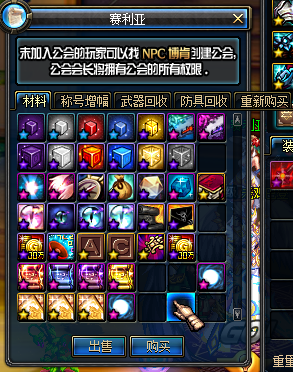 赛利亚
未加入公会的玩家可以找 NPC 博肯创建公会,
公会会长将拥有公会的所有权限.
材料 称号增幅 武器回收 防具回收 重新购买
装
A C
出售 购买
重